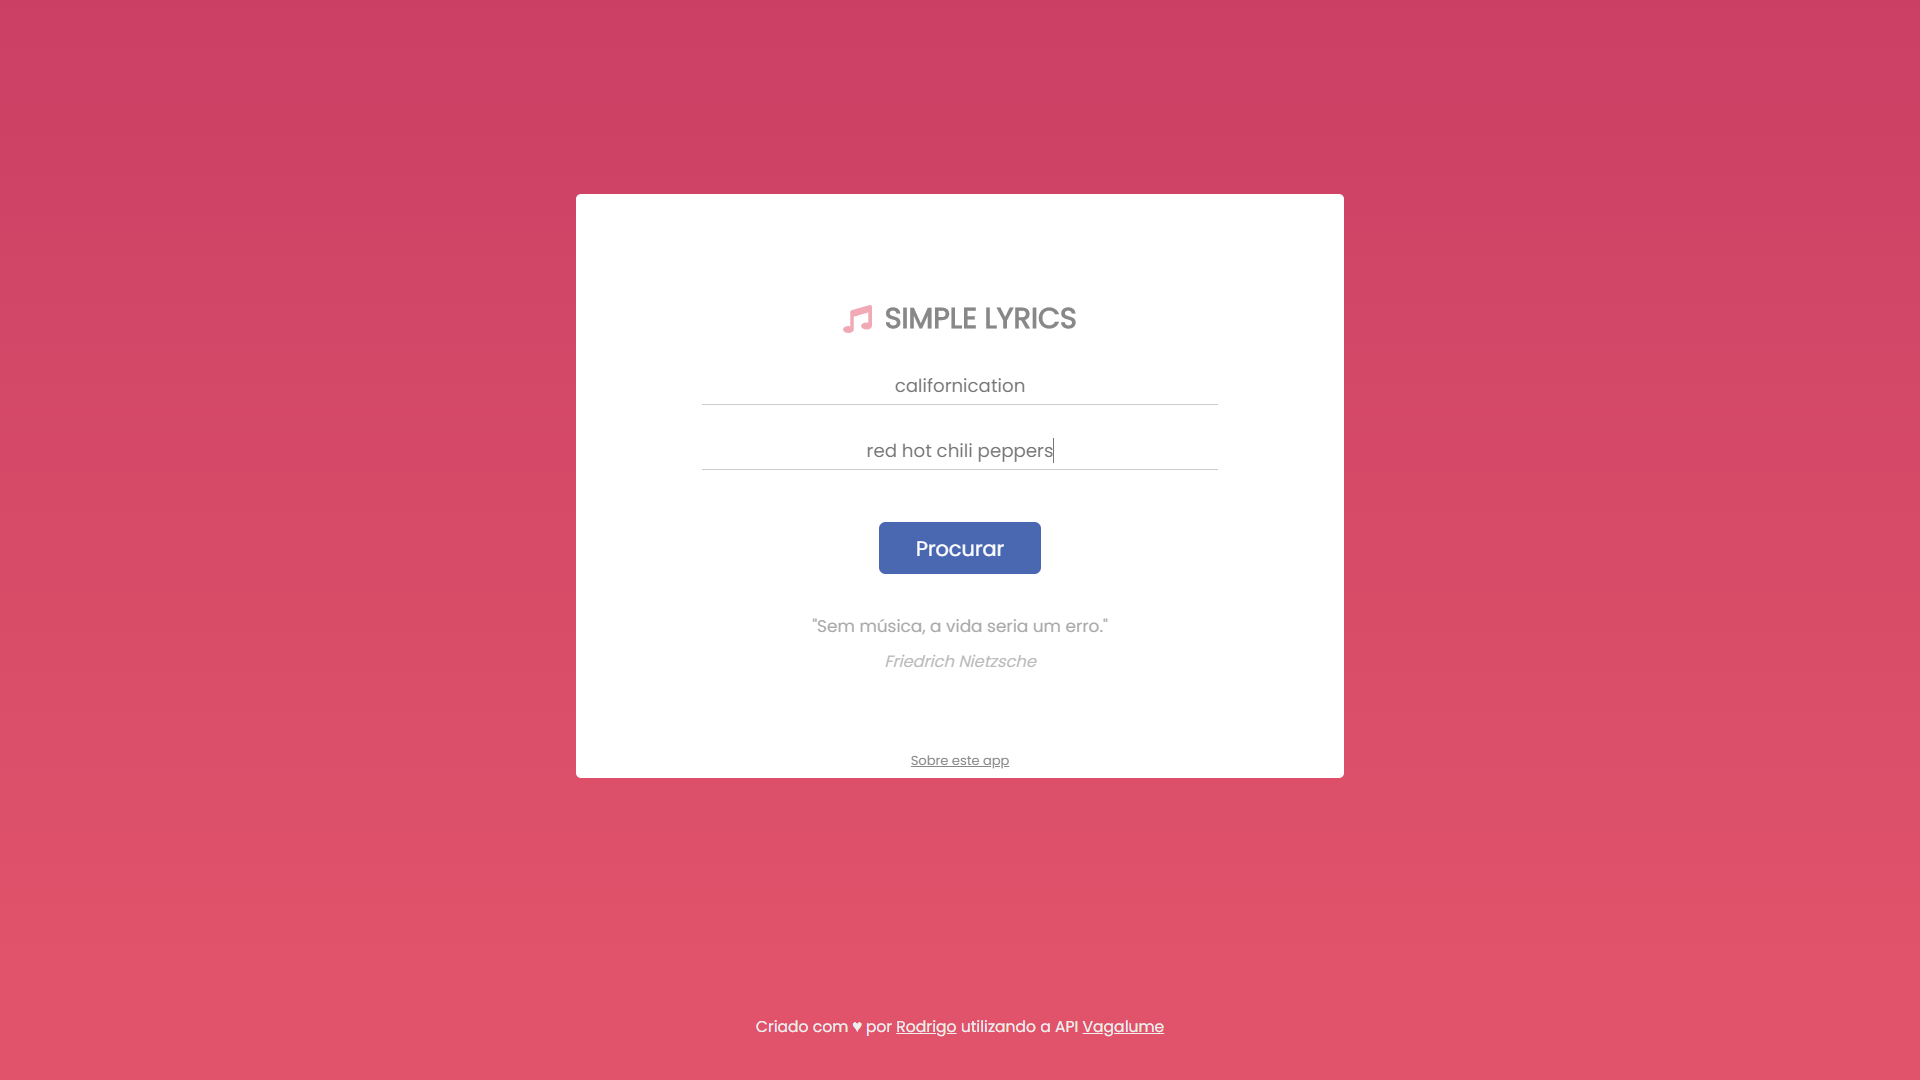 SIMPLE LYRICS
californication
red hot chili peppers
Procurar
"Sem música, a vida seria um erro."
Friedrich Nietzsche
Sobre este app
Criado com ♥ por Rodrigo utilizando a API Vagalume